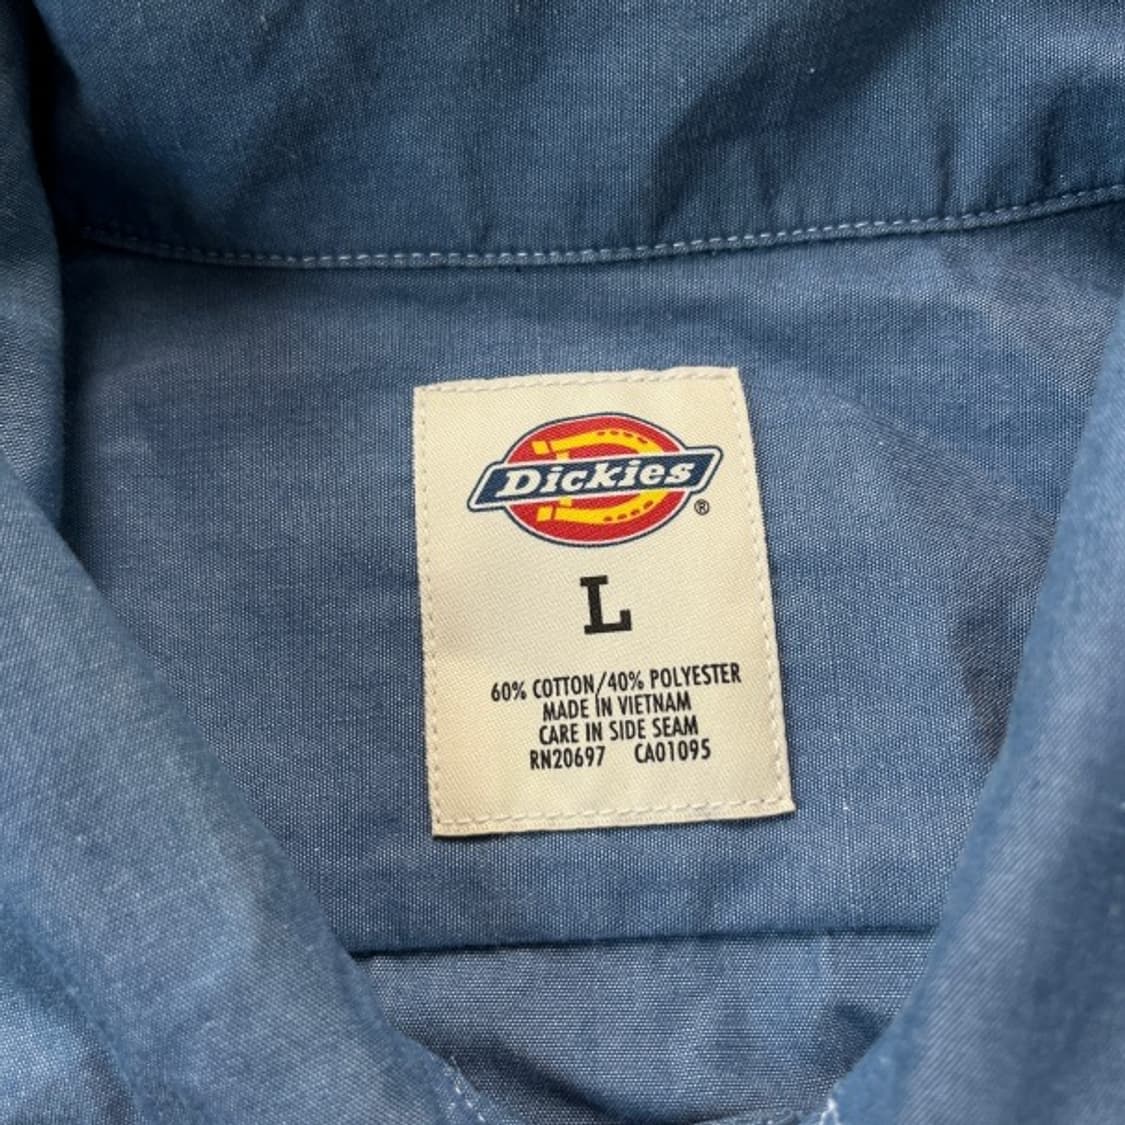 Dickies
®
L
60% COTTON/40% POLYESTER
MADE IN VIETNAM
CARE IN SIDE SEAM
RN20697 CA01095